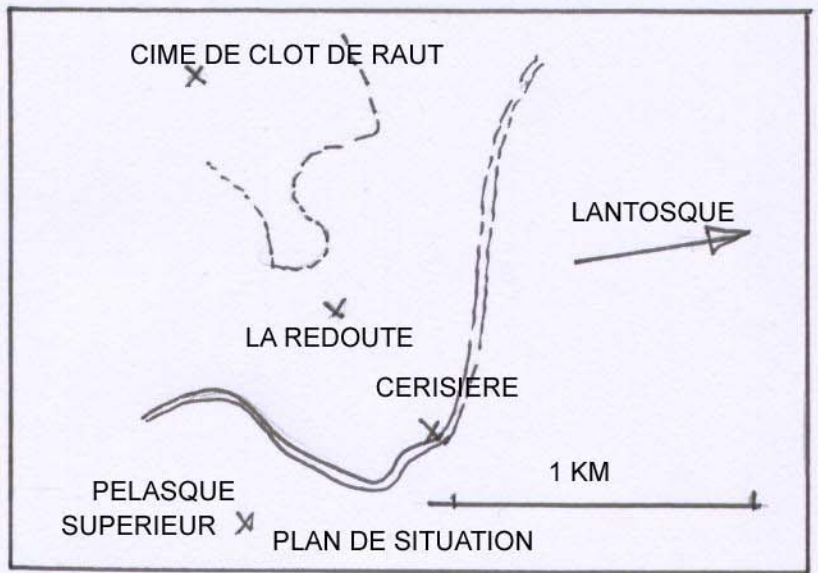 CIME DE CLOT DE RAUT
LANTOSQUE
LA REDOUTE
CERISIERE
1 KM
PELASQUE
SUPERIEUR
PLAN DE SITUATION